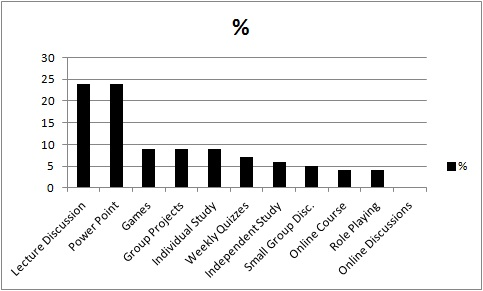 %
30
25
20
15
10
5
0
%
Lecture Discussion
Power Point
Games
Group Projects
Individual Study
Weekly Quizzes
Independent Study
Small Group Disc.
Online Course
Role Playing
Online Discussions